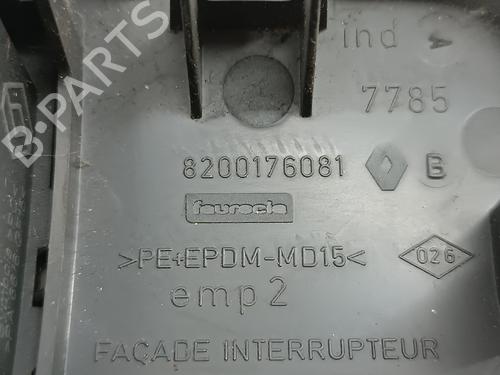 ind A
7785
8200176081 B
faurecia
>PE+EPDM-MD15< 026
emp 2
FAÇADE INTERRUPTEUR
B-PARTS